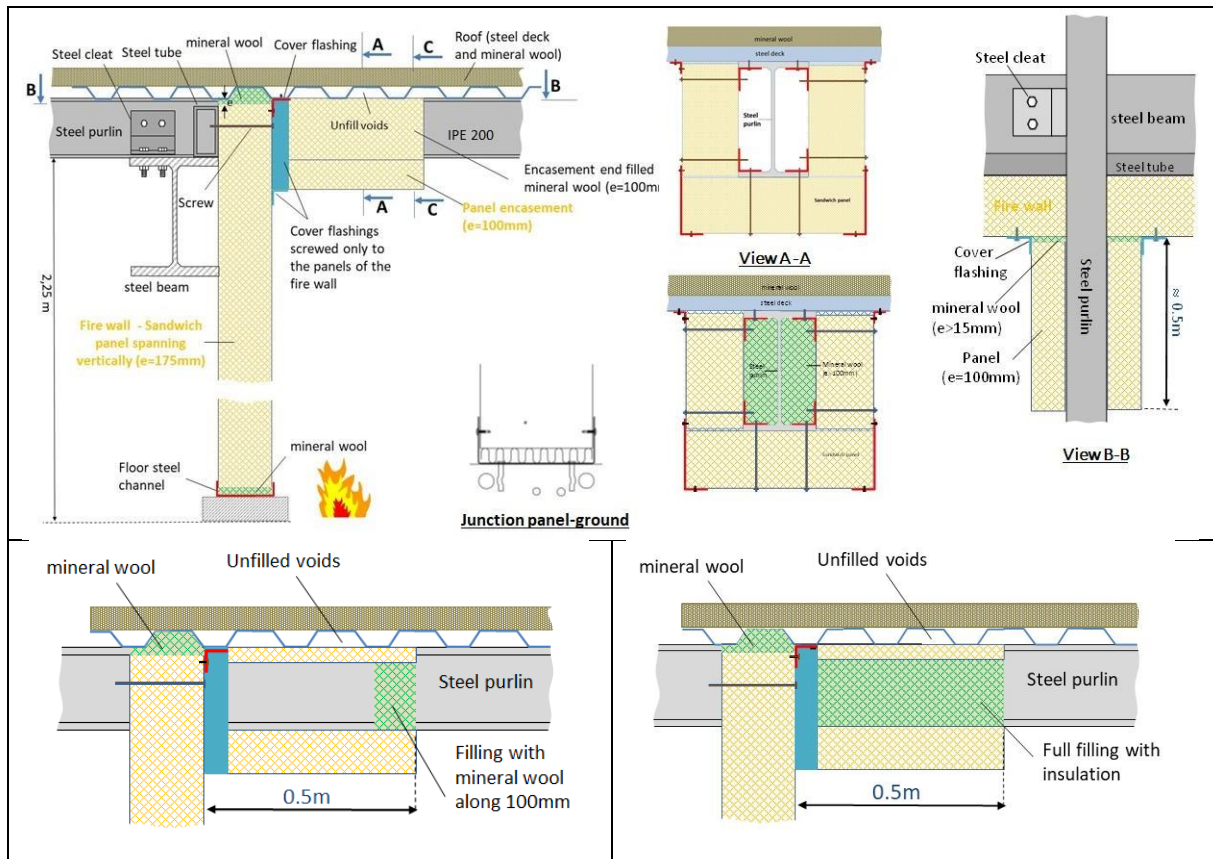 Steel cleat
Steel tube
mineral wool
Cover flashing
A
C
Roof (steel deck
and mineral wool)
B
B
e
Steel purlin
Unfill voids
IPE 200
Screw
Encasement end filled
mineral wool (e=100mm
A
C
Panel encasement
(e=100mm)
Cover flashings
screwed only to
the panels of the
fire wall
2,25 m
steel beam
Fire wall - Sandwich
panel spanning
vertically (e=175mm)
Floor steel
channel
mineral wool
Junction panel-ground
mineral wool
steel deck
Steel
purlin
Sandwich panel
View A-A
mineral wool
steel deck
Steel
purlin
Mineral wool
Sandwich panel
Steel cleat
steel beam
Steel tube
Fire wall
Cover
flashing
mineral wool
(e>15mm)
Panel
(e=100mm)
Steel purlin
≈ 0.5m
View B-B
mineral wool
Unfilled voids
Steel purlin
Filling with
mineral wool
along 100mm
0.5m
mineral wool
Unfilled voids
Steel purlin
Full filling with
insulation
0.5m